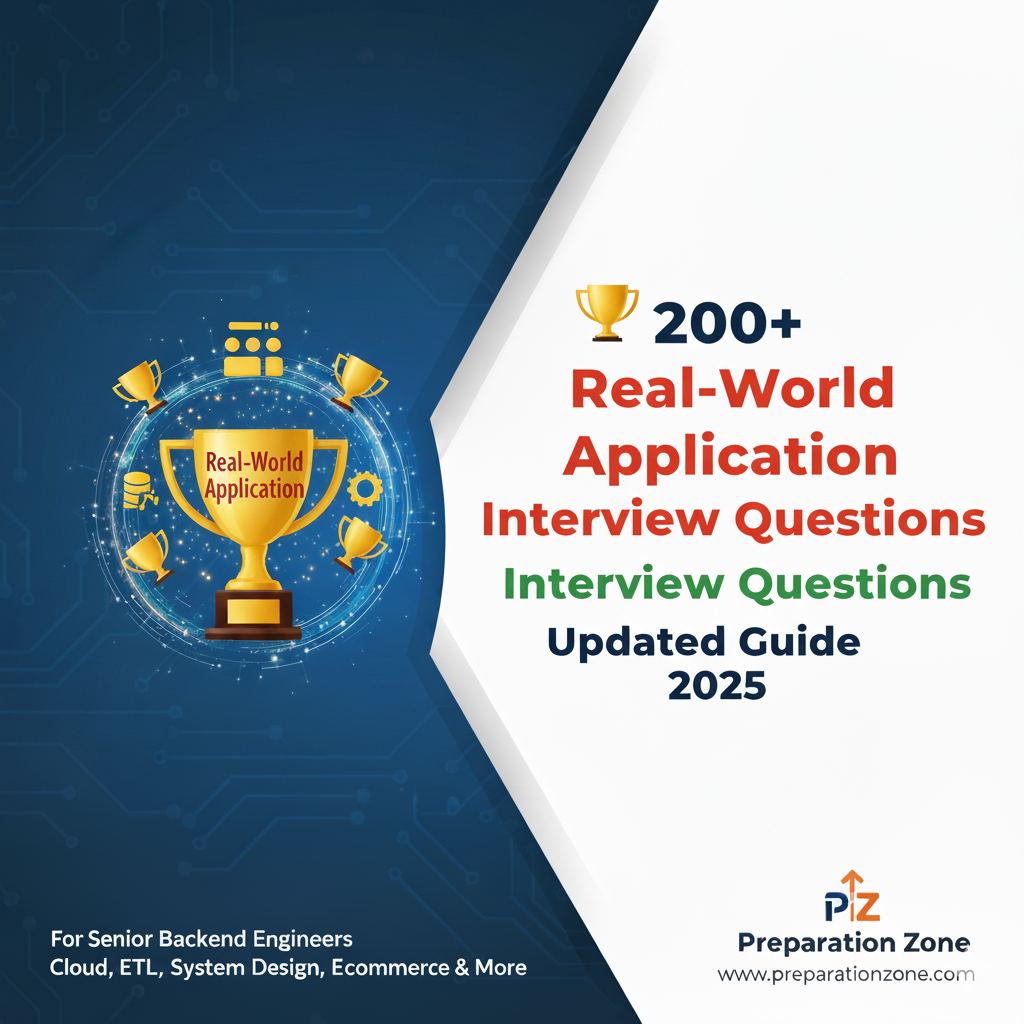 Real-World
Application
200+
Real-World
Application
Interview Questions
Interview Questions
Updated Guide
2025
For Senior Backend Engineers
Cloud, ETL, System Design, Ecommerce & More
PZ
Preparation Zone
www.preparationzone.com